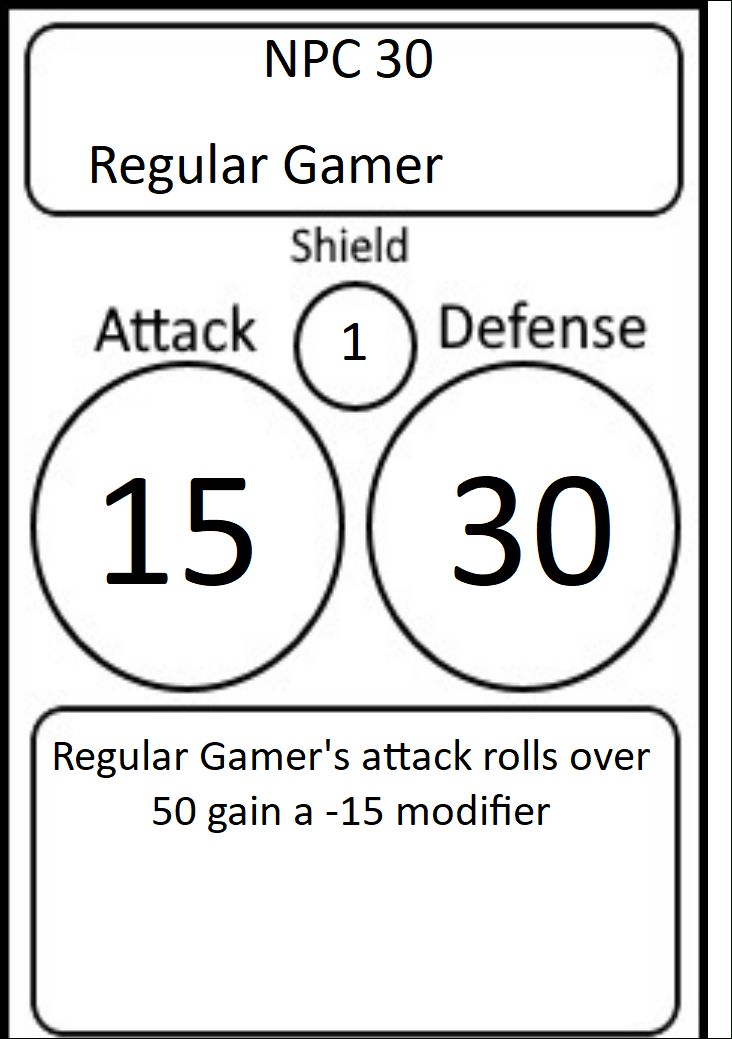 NPC 30
Regular Gamer
Shield
Attack
1
Defense
15
30
Regular Gamer's attack rolls over
50 gain a -15 modifier